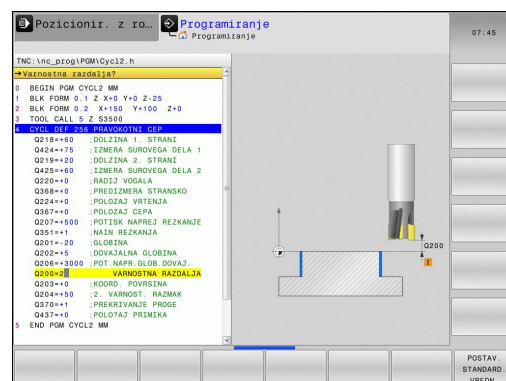 Pozicionir. z ro...
Programiranje
Programiranje
07:45
TNC:\nc_prog\PGM\Cycl2.h
→Varnostna razdalja?
0 BEGIN PGM CYCL2 MM
1 BLK FORM 0.1 Z X+0 Y+0 Z-25
2 BLK FORM 0.2 X+150 Y+100 Z+0
3 TOOL CALL 5 Z S3500
4 CYCL DEF 256 PRAVOKOTNI CEP
Q218=+60 ;DOLZINA 1. STRANI
Q424=+75 ;IZMERA SUROVEGA DELA 1
Q219=+20 ;DOLZINA 2. STRANI
Q425=+60 ;IZMERA SUROVEGA DELA 2
Q220=+0 ;RADIJ VOGALA
Q368=+0 ;PREDIZMERA STRANSKO
Q224=+0 ;POLOZAJ VRTENJA
Q367=+0 ;POLOZAJ CEPA
Q207=+500 ;POTISK NAPREJ REZKANJE
Q351=+1 ;NAIN REZKANJA
Q201=-20 ;GLOBINA
Q202=+5 ;DOVAJALNA GLOBINA
Q206=+3000 ;POT.NAPR.GLOB.DOVAJ.
Q200=2 VARNOSTNA RAZDALJA
Q203=+0 ;KOORD. POVRSINA
Q204=+50 ;2. VARNOST. RAZMAK
Q370=+1 ;PREKRIVANJE PROGE
Q437=+0 ;POLO?AJ PRIMIKA
5 END PGM CYCL2 MM
Q200
I
POSTAV.
STANDARD.
VREDN.